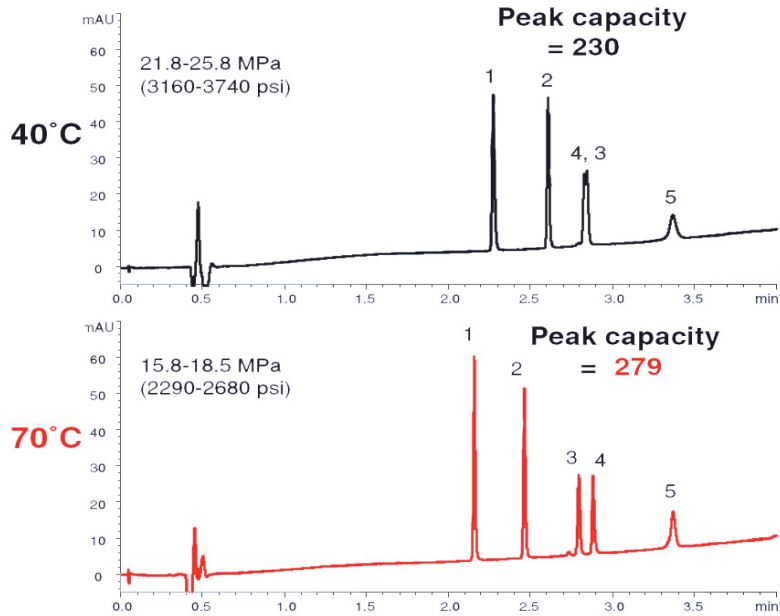 mAU
Peak capacity
= 230
21.8-25.8 MPa
(3160-3740 psi)
40°C
60
50
40
30
20
10
0
1
2
4, 3
5
0.0 0.5 1.0 1.5 2.0 2.5 3.0 3.5 min
mAU
Peak capacity
= 279
15.8-18.5 MPa
(2290-2680 psi)
70°C
60
50
40
30
20
10
0
1
2
3 4
5
0.0 0.5 1.0 1.5 2.0 2.5 3.0 3.5 min